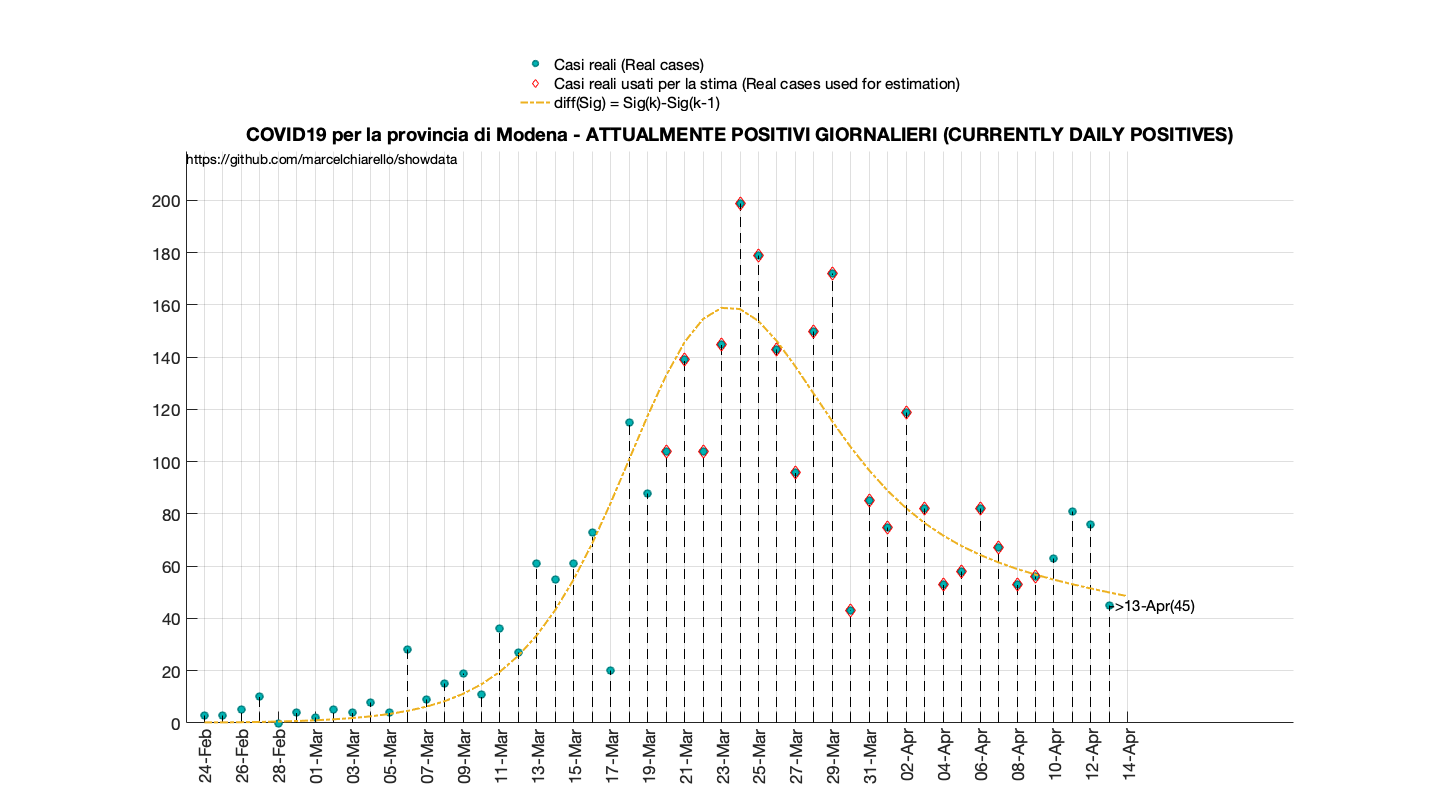 Casi reali (Real cases)
Casi reali usati per la stima (Real cases used for estimation)
diff(Sig) = Sig(k)-Sig(k-1)
COVID19 per la provincia di Modena - ATTUALMENTE POSITIVI GIORNALIERI (CURRENTLY DAILY POSITIVES)
https://github.com/marcelchiarello/showdata
200
180
160
140
120
100
80
60
40
20
0
->13-Apr(45)
24-Feb
26-Feb
28-Feb
01-Mar
03-Mar
05-Mar
07-Mar
09-Mar
11-Mar
13-Mar
15-Mar
17-Mar
19-Mar
21-Mar
23-Mar
25-Mar
27-Mar
29-Mar
31-Mar
02-Apr
04-Apr
06-Apr
08-Apr
10-Apr
12-Apr
14-Apr